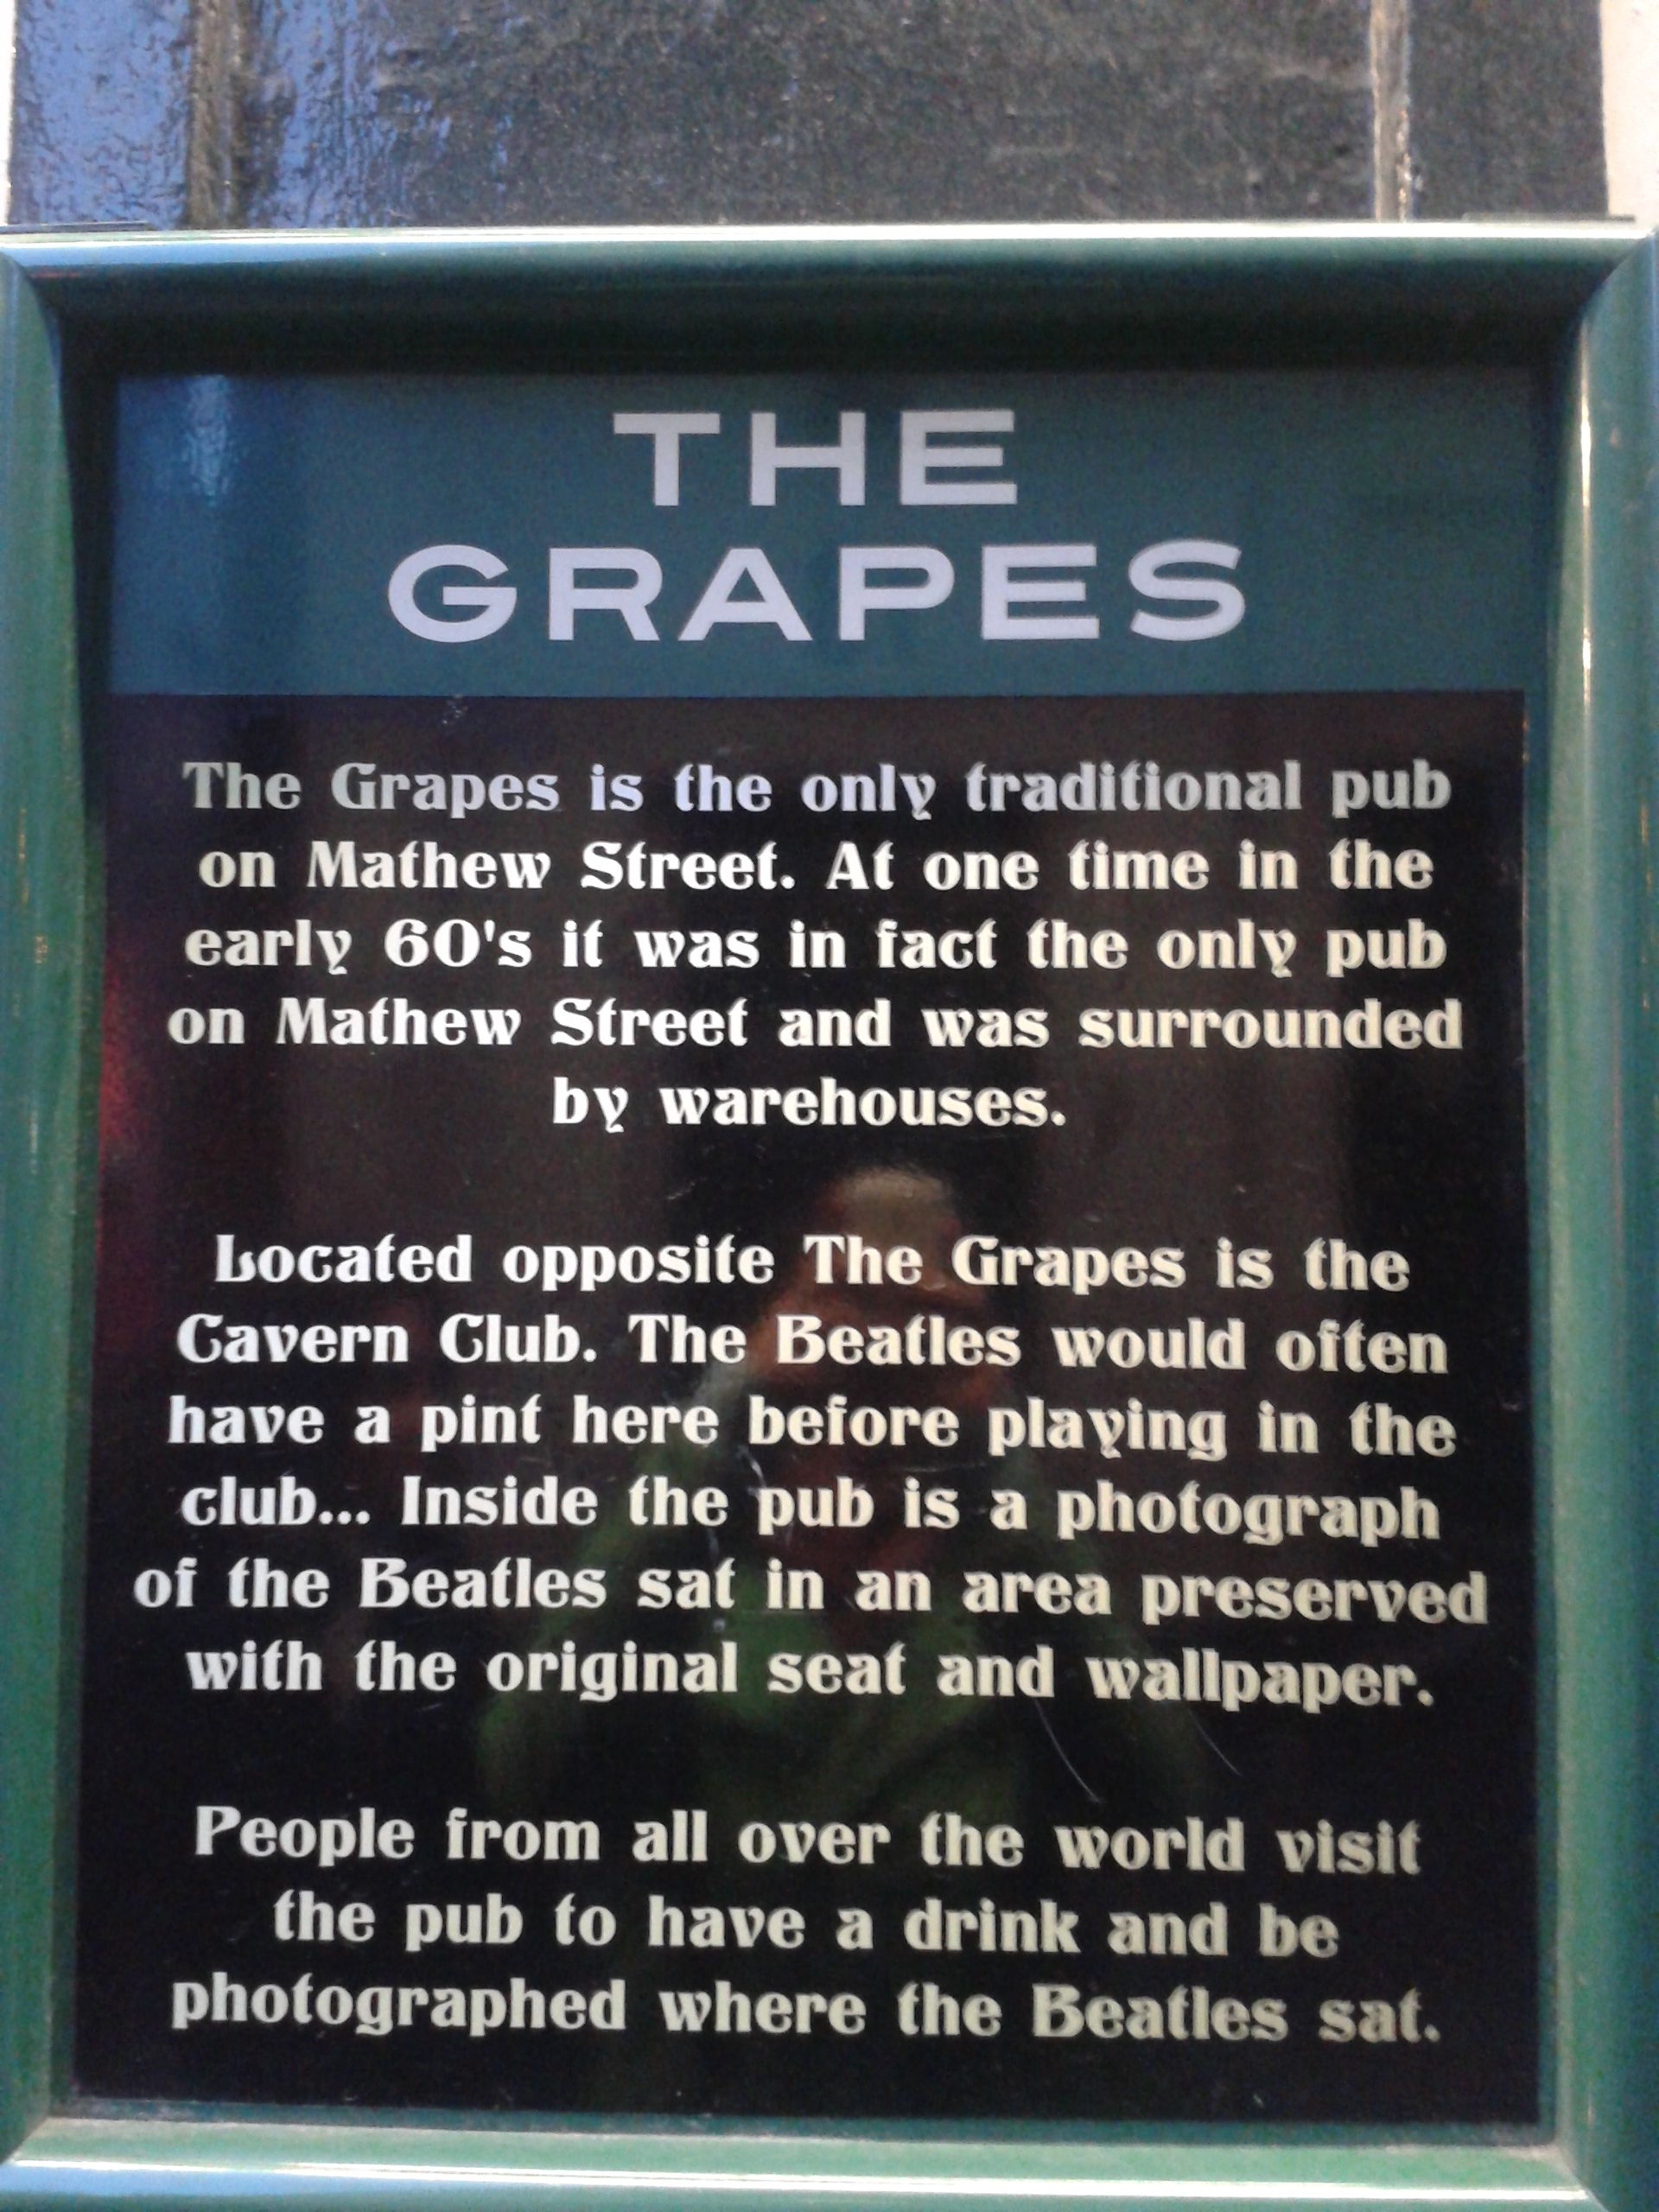 THE
GRAPES
The Grapes is the only traditional pub
on Mathew Street. At one time in the
early 60's it was in fact the only pub
on Mathew Street and was surrounded
by warehouses.
Located opposite The Grapes is the
Cavern Club. The Beatles would often
have a pint here before playing in the
club... Inside the pub is a photograph
of the Beatles sat in an area preserved
with the original seat and wallpaper.
People from all over the world visit
the pub to have a drink and be
photographed where the Beatles sat.